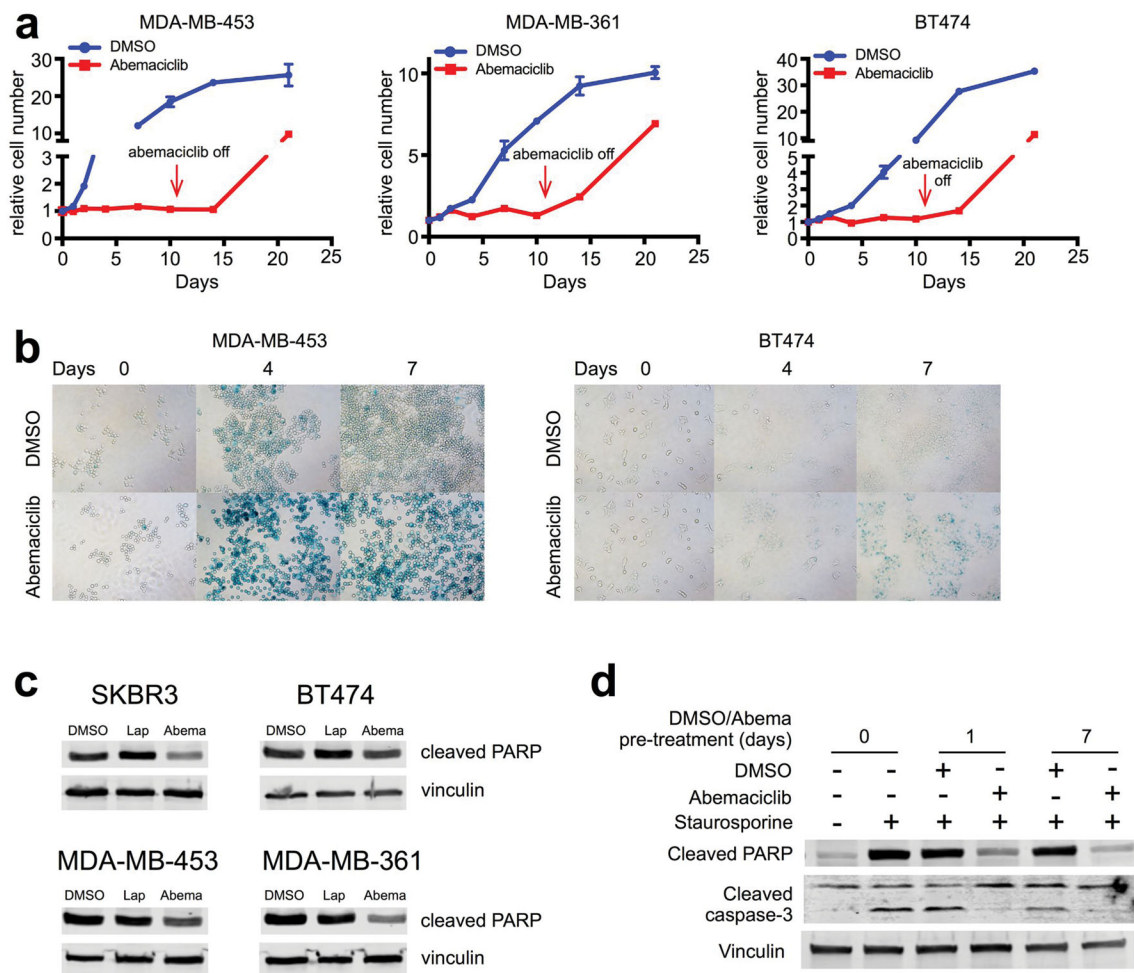 a
MDA-MB-453
DMSO
Abemaciclib
relative cell number
30
20
10
3
2
1
0
abemaciclib off
0 5 10 15 20 25
Days
MDA-MB-361
DMSO
Abemaciclib
relative cell number
10
5
0
abemaciclib off
0 5 10 15 20 25
Days
BT474
DMSO
Abemaciclib
relative cell number
40
30
20
10
5
4
3
2
1
0
abemaciclib
off
0 5 10 15 20 25
Days
b
MDA-MB-453
Days 0 4 7
DMSO
Abemaciclib
BT474
Days 0 4 7
DMSO
Abemaciclib
c
SKBR3
DMSO Lap Abema
BT474
DMSO Lap Abema
cleaved PARP
vinculin
MDA-MB-453
DMSO Lap Abema
MDA-MB-361
DMSO Lap Abema
cleaved PARP
vinculin
d
DMSO/Abema
pre-treatment (days) 0 1 7
DMSO - - + - + -
Abemaciclib - - - + - +
Staurosporine - + + + + +
Cleaved PARP
Cleaved
caspase-3
Vinculin